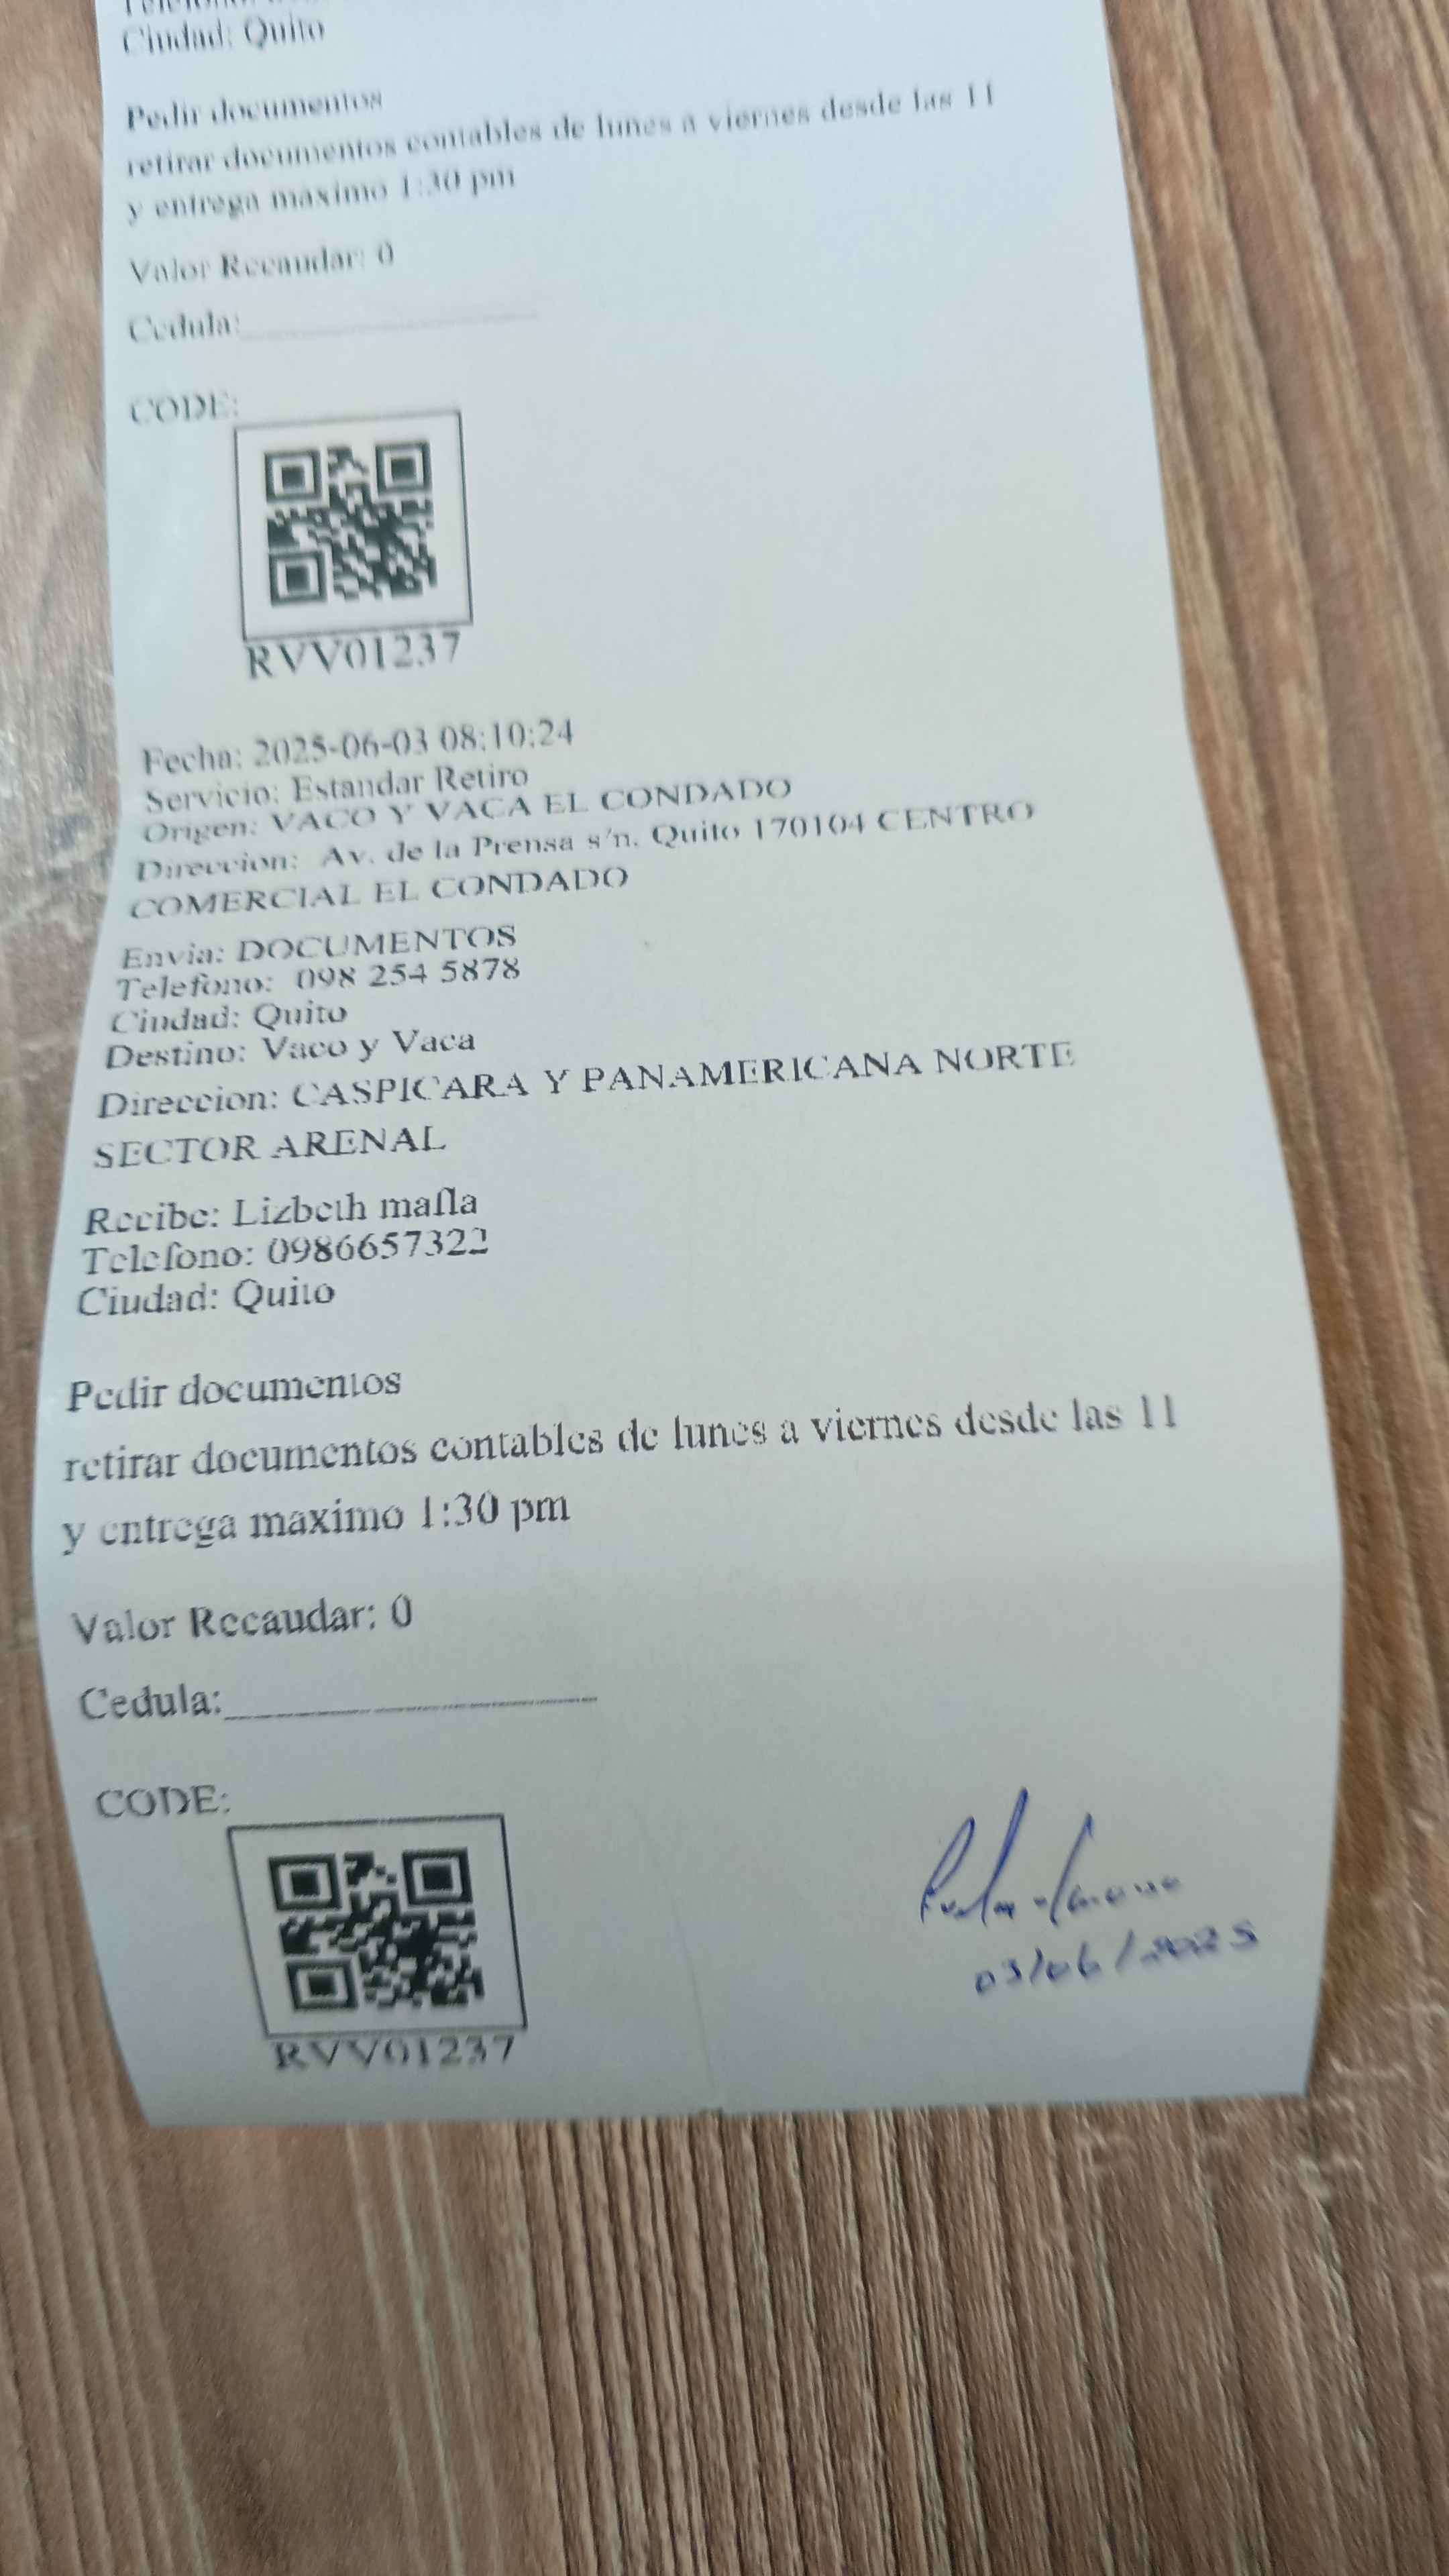 Ciudad: Quito
Pedir documentos
retirar documentos contables de lunes a viernes desde las 11
y entrega maximo 1:30 pm
Valor Recaudar: 0
Cedula:
CODE:
RVV01237
Fecha: 2025-06-03 08:10:24
Servicio: Estandar Retiro
Origen: VACO Y VACA EL CONDADO
Direccion: Av. de la Prensa s/n, Quito 170104 CENTRO
COMERCIAL EL CONDADO
Envia: DOCUMENTOS
Telefono: 098 254 5878
Ciudad: Quito
Destino: Vaco y Vaca
Direccion: CASPICARA Y PANAMERICANA NORTE
SECTOR ARENAL
Recibe: Lizbeth mafla
Telefono: 0986657322
Ciudad: Quito
Pedir documentos
retirar documentos contables de lunes a viernes desde las 11
y entrega maximo 1:30 pm
Valor Recaudar: 0
Cedula:
CODE:
RVV01237
03/06/2025